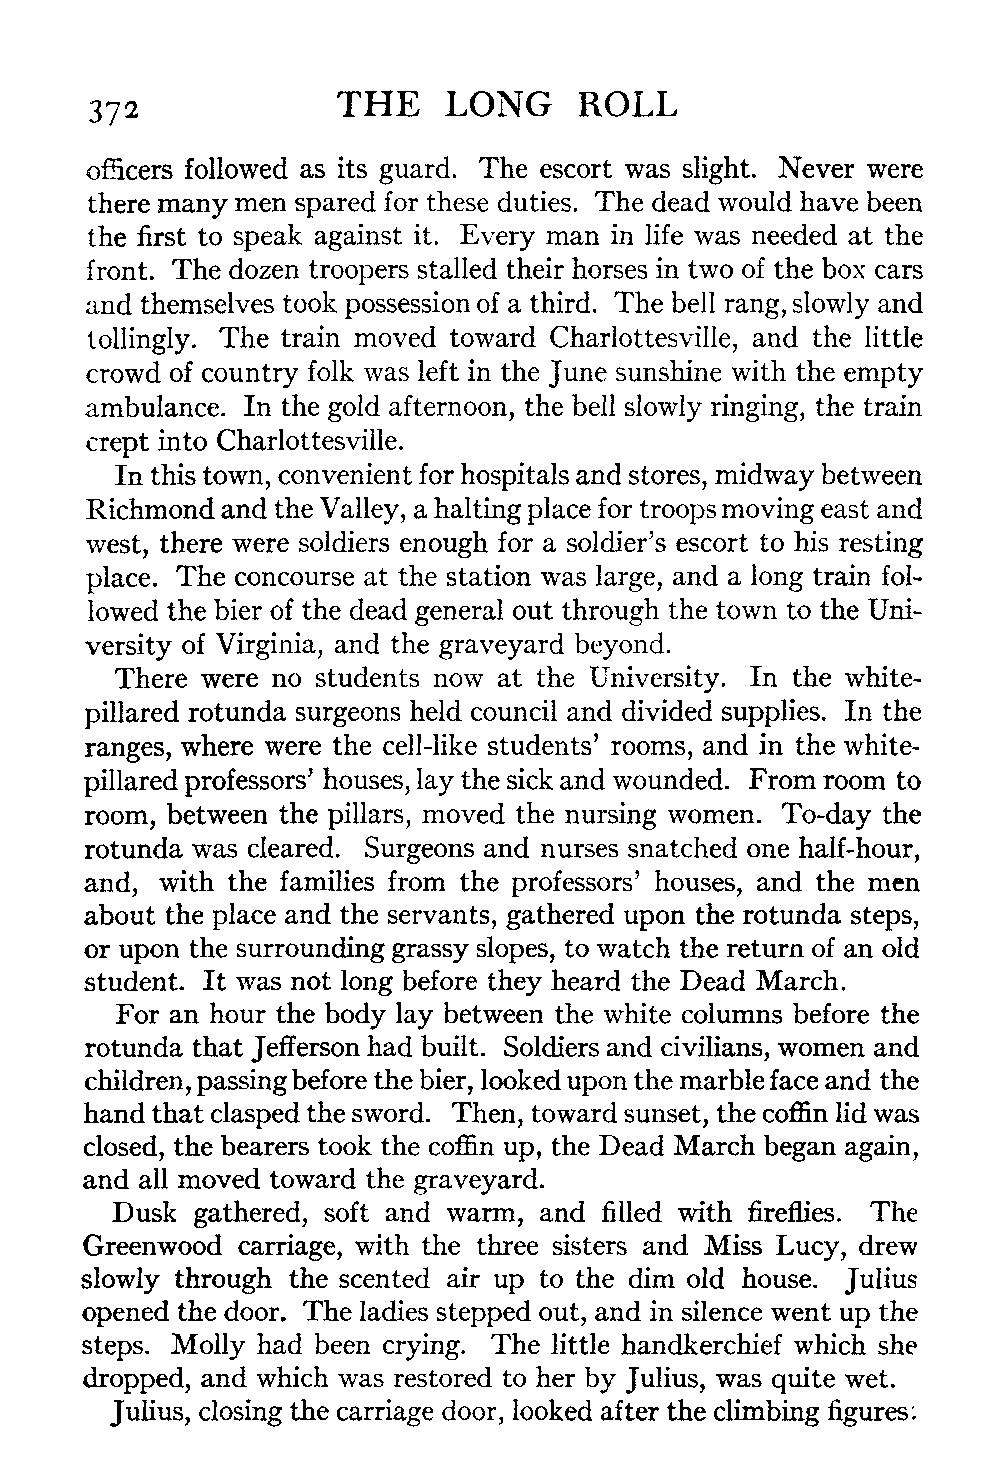 372 THE LONG ROLL
officers followed as its guard. The escort was slight. Never were
there many men spared for these duties. The dead would have been
the first to speak against it. Every man in life was needed at the
front. The dozen troopers stalled their horses in two of the box cars
and themselves took possession of a third. The bell rang, slowly and
tollingly. The train moved toward Charlottesville, and the little
crowd of country folk was left in the June sunshine with the empty
ambulance. In the gold afternoon, the bell slowly ringing, the train
crept into Charlottesville.
In this town, convenient for hospitals and stores, midway between
Richmond and the Valley, a halting place for troops moving east and
west, there were soldiers enough for a soldier's escort to his resting
place. The concourse at the station was large, and a long train fol-
lowed the bier of the dead general out through the town to the Uni-
versity of Virginia, and the graveyard beyond.
There were no students now at the University. In the white-
pillared rotunda surgeons held council and divided supplies. In the
ranges, where were the cell-like students' rooms, and in the white-
pillared professors' houses, lay the sick and wounded. From room to
room, between the pillars, moved the nursing women. To-day the
rotunda was cleared. Surgeons and nurses snatched one half-hour,
and, with the families from the professors' houses, and the men
about the place and the servants, gathered upon the rotunda steps,
or upon the surrounding grassy slopes, to watch the return of an old
student. It was not long before they heard the Dead March.
For an hour the body lay between the white columns before the
rotunda that Jefferson had built. Soldiers and civilians, women and
children, passing before the bier, looked upon the marble face and the
hand that clasped the sword. Then, toward sunset, the coffin lid was
closed, the bearers took the coffin up, the Dead March began again,
and all moved toward the graveyard.
Dusk gathered, soft and warm, and filled with fireflies. The
Greenwood carriage, with the three sisters and Miss Lucy, drew
slowly through the scented air up to the dim old house. Julius
opened the door. The ladies stepped out, and in silence went up the
steps. Molly had been crying. The little handkerchief which she
dropped, and which was restored to her by Julius, was quite wet.
Julius, closing the carriage door, looked after the climbing figures: